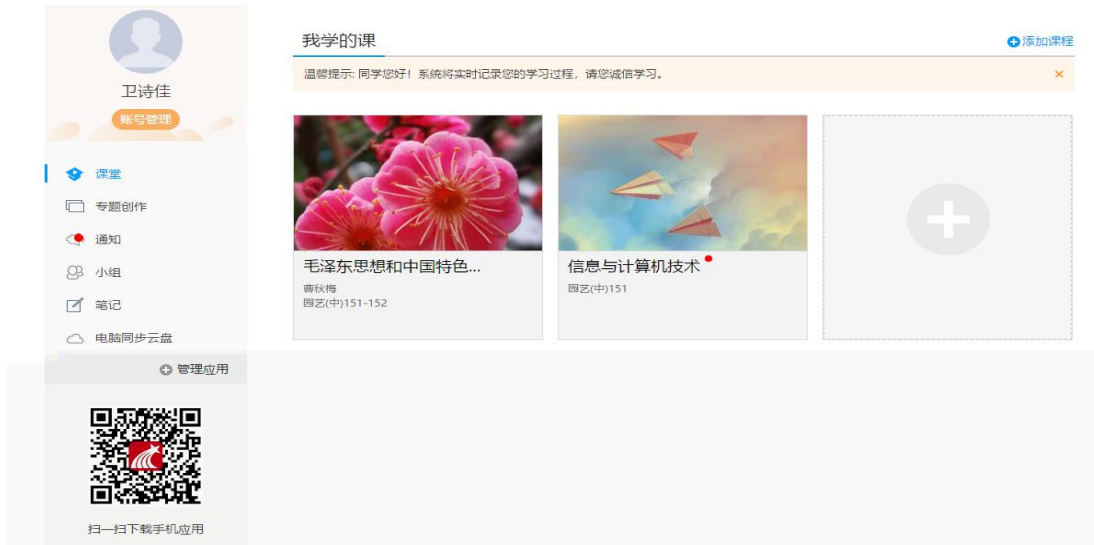 卫诗佳
账号管理
课堂
专题创作
通知
小组
笔记
电脑同步云盘
管理应用
扫一扫下载手机应用
我学的课
添加课程
温馨提示: 同学您好！系统将实时记录您的学习过程，请您诚信学习。
毛泽东思想和中国特色...
曹秋梅
园艺(中)151-152
信息与计算机技术
园艺(中)151